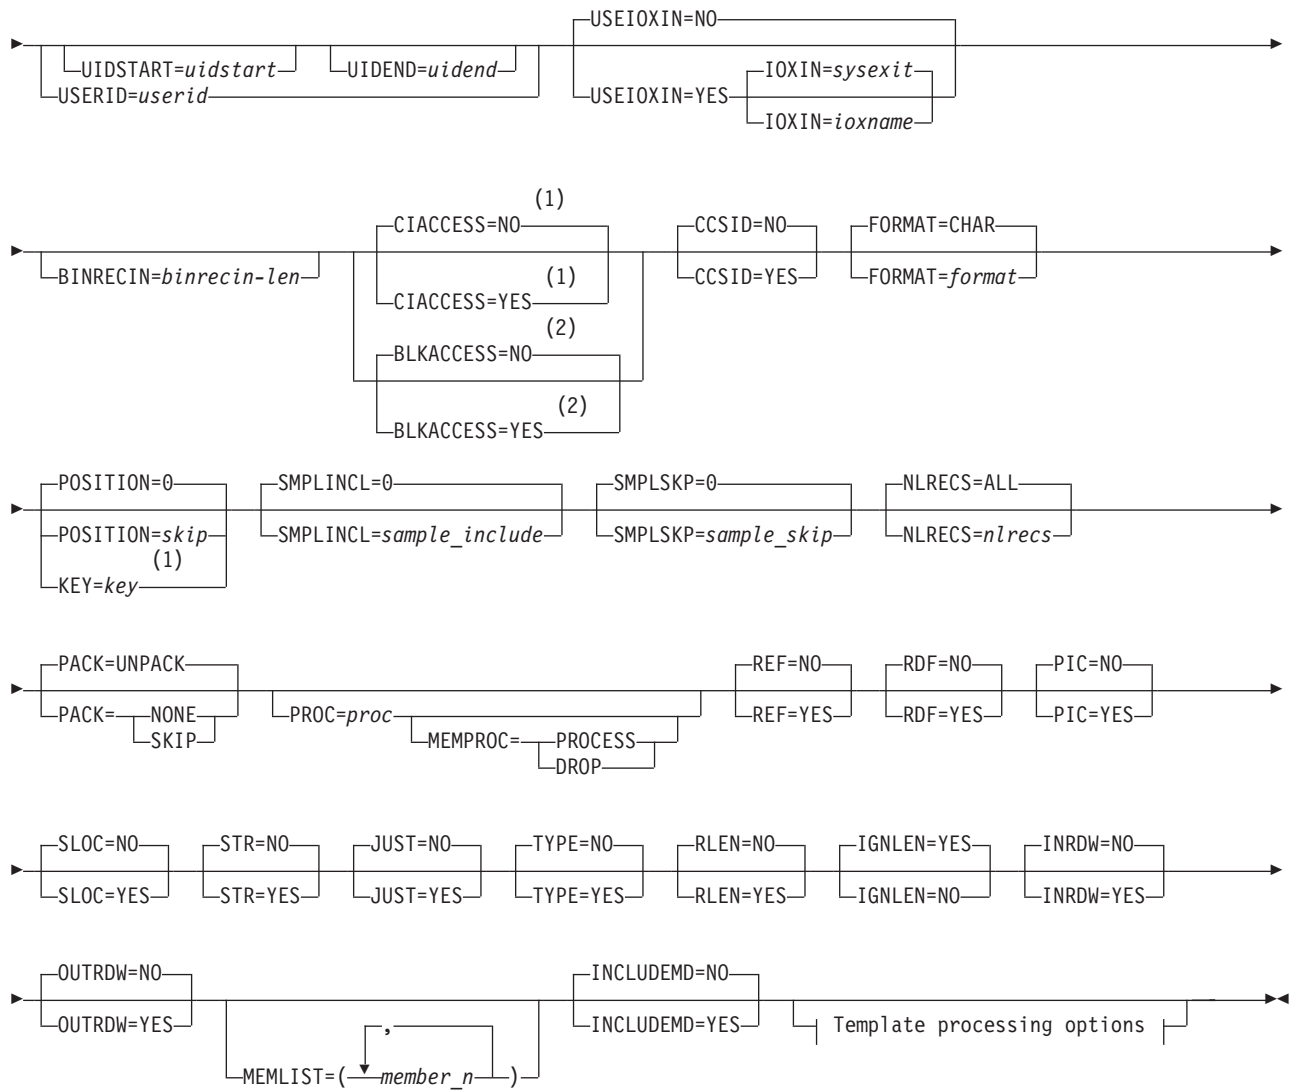 USEIOXIN=NO
UIDSTART=uidstart UIDEND=uidend IOXIN=sysexit
USERID=userid USEIOXIN=YES
IOXIN=ioxname
(1)
CIACCESS=NO CCSID=NO FORMAT=CHAR
BINRECIN=binrecin-len (1) CCSID=YES FORMAT=format
CIACCESS=YES
(2)
BLKACCESS=NO
(2)
BLKACCESS=YES
POSITION=0 SMPLINCL=0 SMPLSKP=0 NLRECS=ALL
POSITION=skip SMPLINCL=sample_include SMPLSKP=sample_skip NLRECS=nlrecs
(1)
KEY=key
PACK=UNPACK REF=NO RDF=NO PIC=NO
PACK= NONE PROC=proc REF=YES RDF=YES PIC=YES
SKIP MEMPROC= PROCESS
DROP
SLOC=NO STR=NO JUST=NO TYPE=NO RLEN=NO IGNLEN=YES INRDW=NO
SLOC=YES STR=YES JUST=YES TYPE=YES RLEN=YES IGNLEN=NO INRDW=YES
OUTRDW=NO INCLUDEMD=NO
OUTRDW=YES , INCLUDEMD=YES Template processing options
MEMLIST=( member_n )